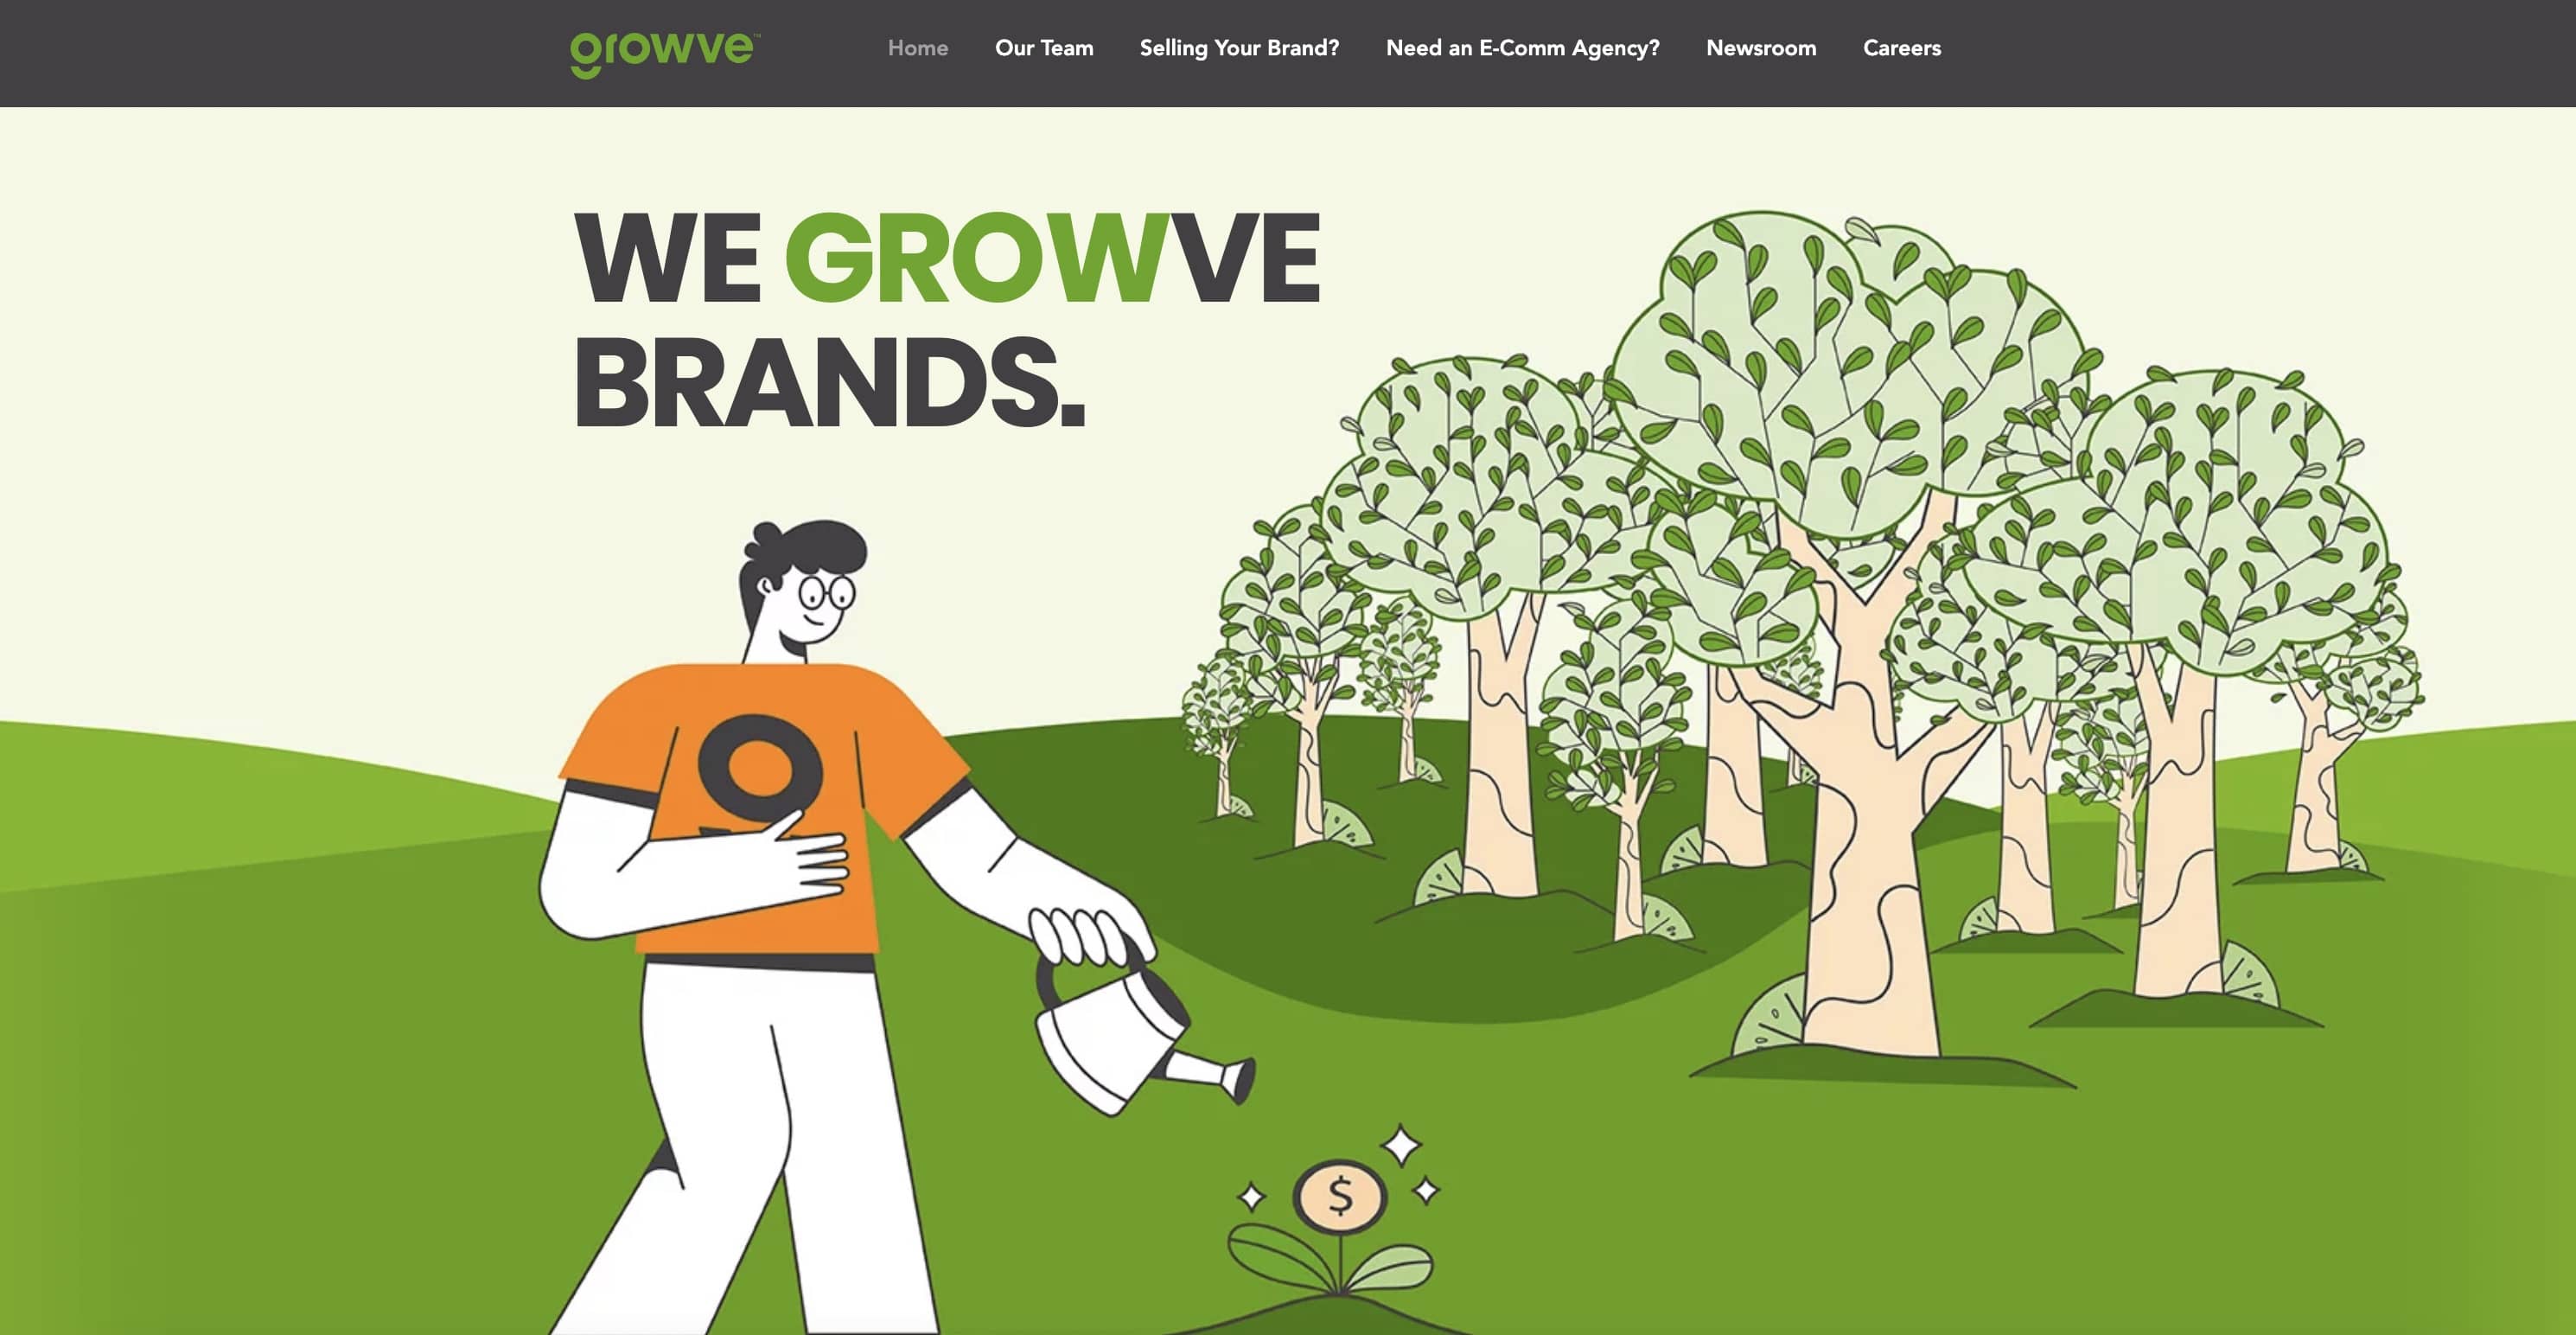 growve™
Home Our Team Selling Your Brand? Need an E-Comm Agency? Newsroom Careers
WE GROWVE
BRANDS.
$